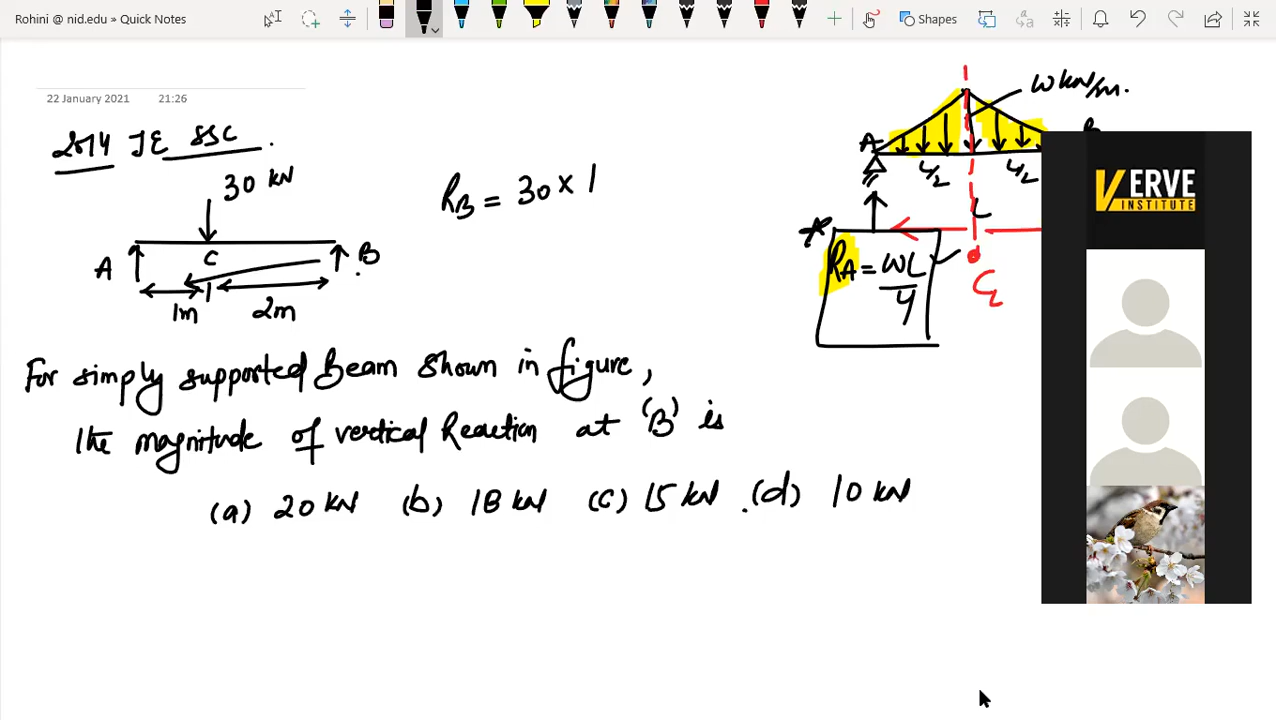 Rohini @ nid.edu » Quick Notes
Shapes
22 January 2021 21:26
2014 JE SSC.
30 kN
A
C
B
1m
2m
RB = 30 × 1
w kN/m.
A
L/2
L/2
L
RA = wL/4
CL
For simply supported Beam shown in figure,
the magnitude of vertical Reaction at 'B' is
(a) 20 kN (b) 18 kN (c) 15 kN . (d) 10 kN
VERVE
INSTITUTE